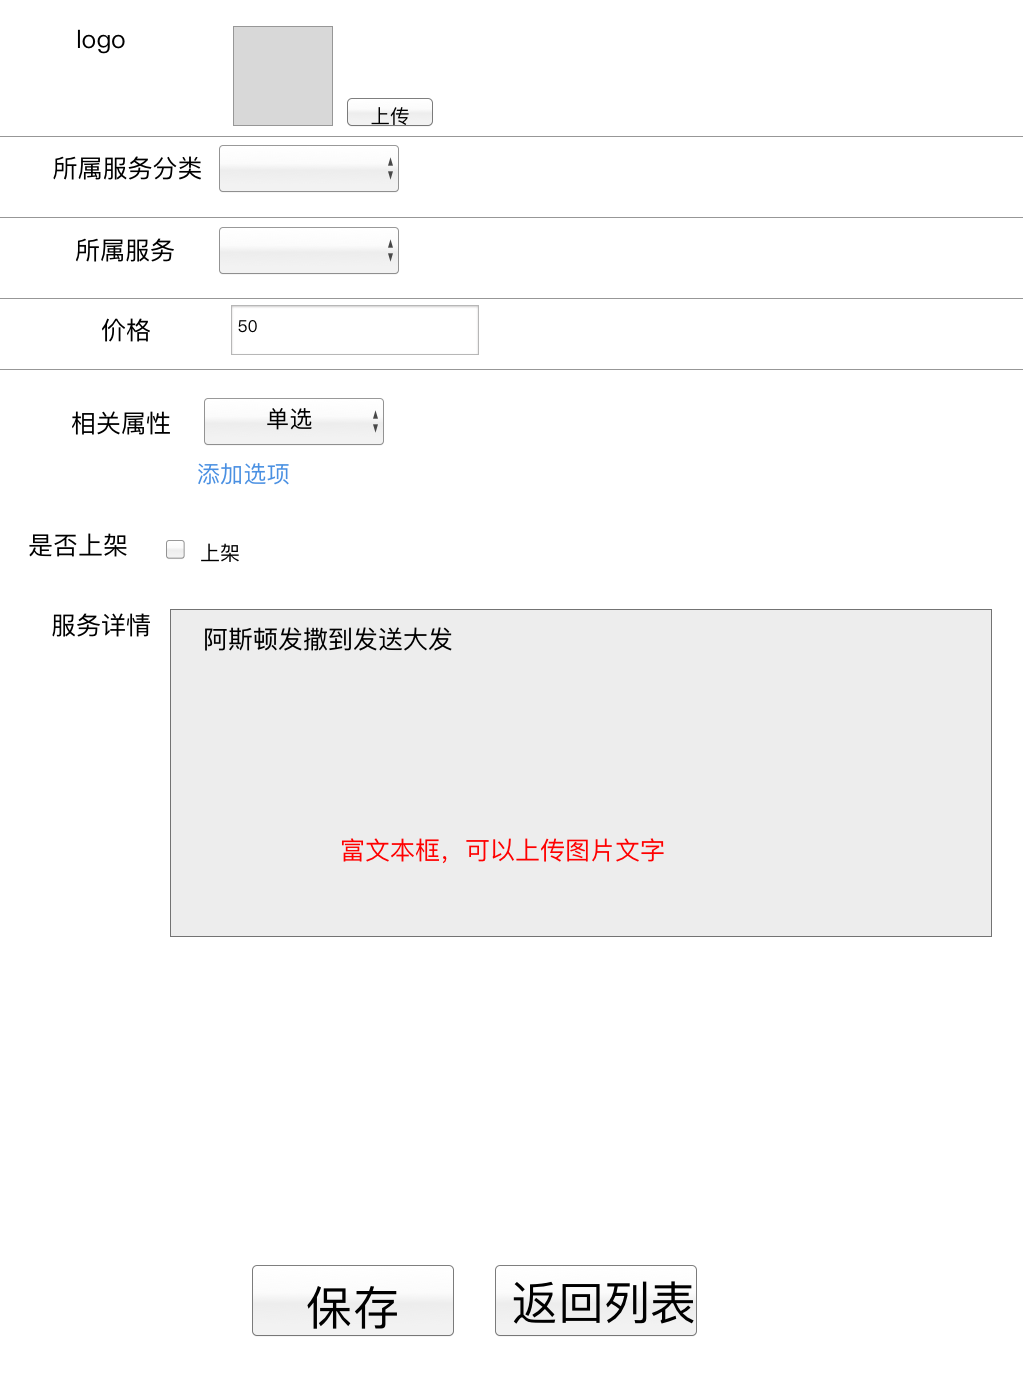 logo
上传
所属服务分类
所属服务
价格
50
相关属性
单选
添加选项
是否上架
上架
服务详情
阿斯顿发撒到发送大发
富文本框，可以上传图片文字
保存
返回列表